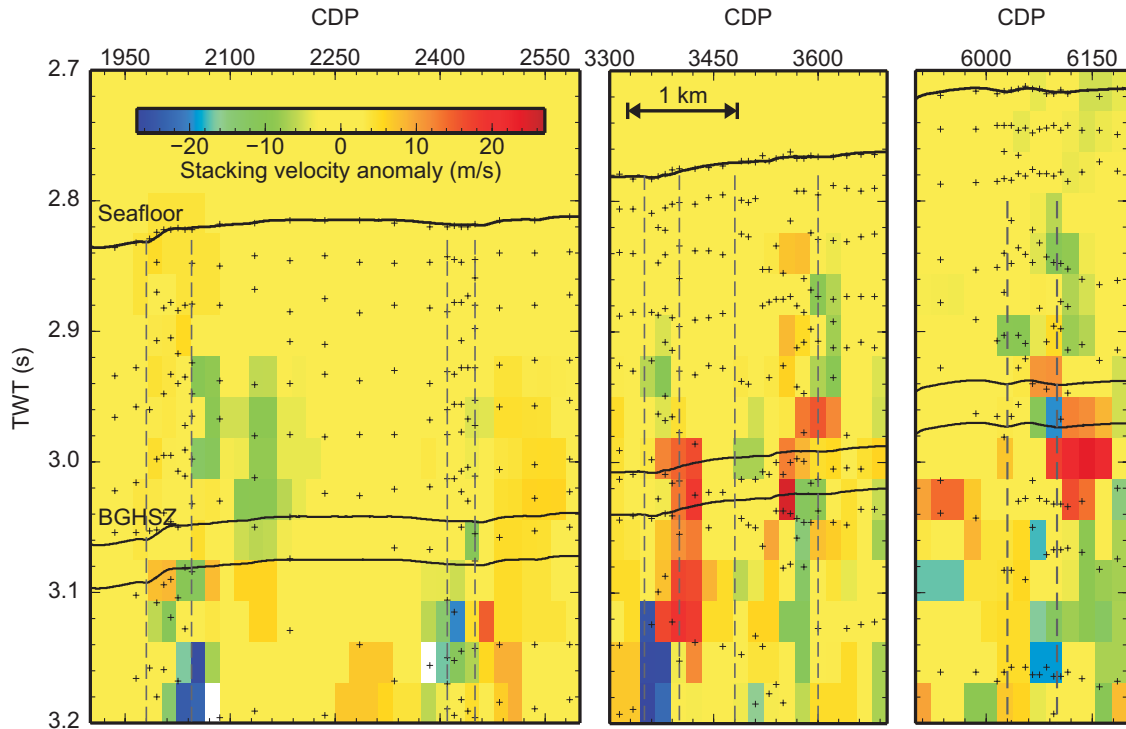 CDP CDP CDP
1950 2100 2250 2400 2550 3300 3450 3600 6000 6150
2.7
1 km
−20 −10 0 10 20
Stacking velocity anomaly (m/s)
2.8
Seafloor
2.9
TWT (s)
3.0
BGHSZ
3.1
3.2